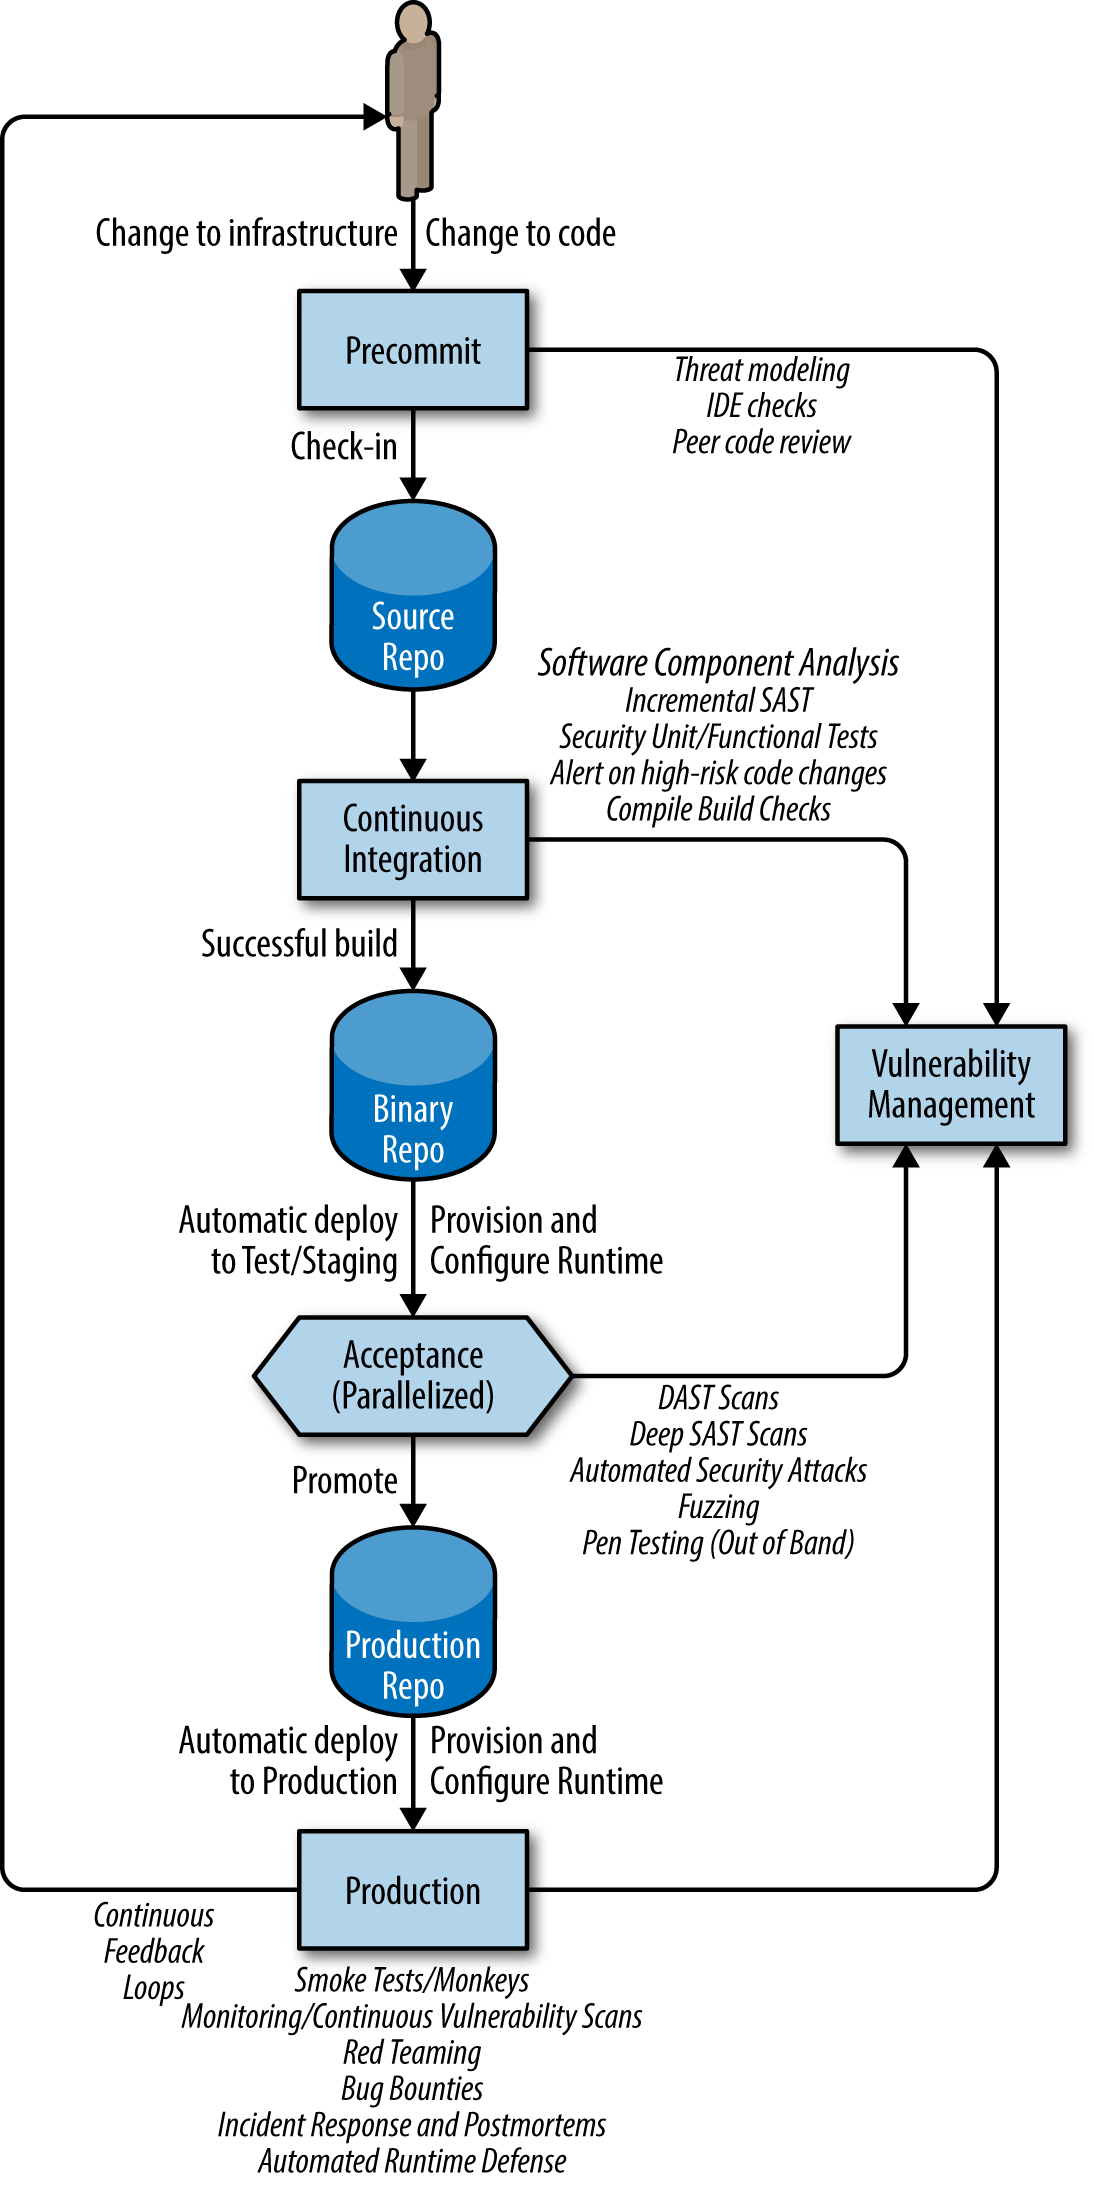 Change to infrastructure
Change to code
Precommit
Threat modeling
IDE checks
Peer code review
Check-in
Source
Repo
Software Component Analysis
Incremental SAST
Security Unit/Functional Tests
Alert on high-risk code changes
Compile Build Checks
Continuous
Integration
Successful build
Vulnerability
Management
Binary
Repo
Automatic deploy
to Test/Staging
Provision and
Configure Runtime
Acceptance
(Parallelized)
DAST Scans
Deep SAST Scans
Automated Security Attacks
Fuzzing
Pen Testing (Out of Band)
Promote
Production
Repo
Automatic deploy
to Production
Provision and
Configure Runtime
Production
Continuous
Feedback
Loops
Smoke Tests/Monkeys
Monitoring/Continuous Vulnerability Scans
Red Teaming
Bug Bounties
Incident Response and Postmortems
Automated Runtime Defense